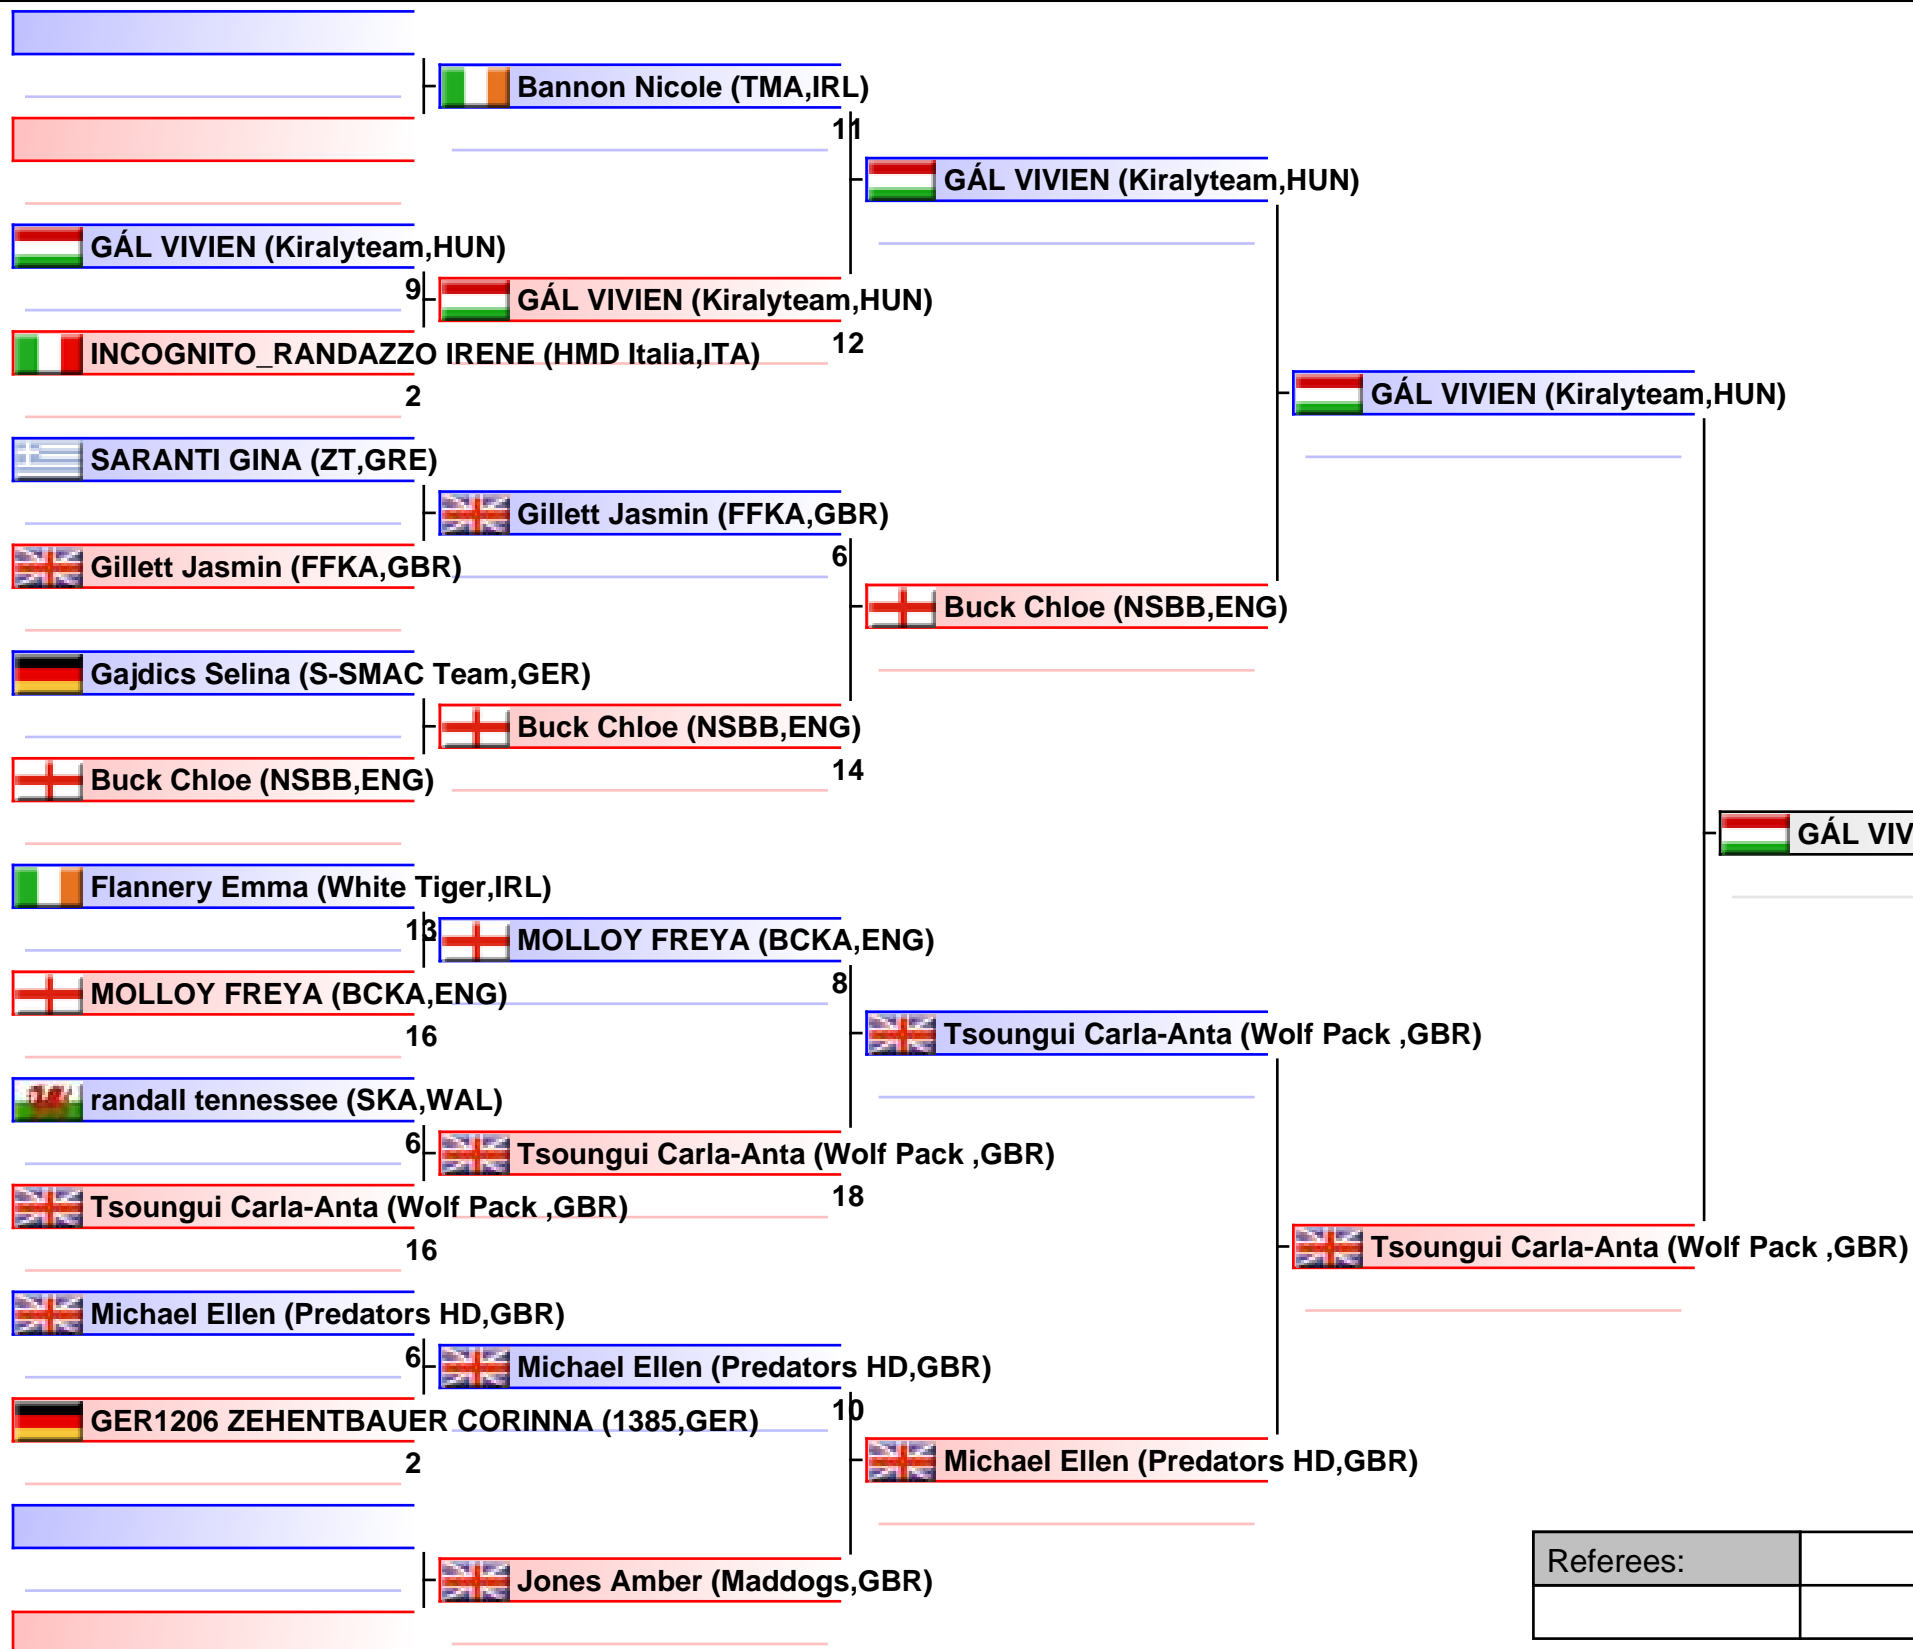 Bannon Nicole (TMA,IRL)
11
GÁL VIVIEN (Kiralyteam,HUN)
GÁL VIVIEN (Kiralyteam,HUN)
9
GÁL VIVIEN (Kiralyteam,HUN)
12
INCOGNITO_RANDAZZO IRENE (HMD Italia,ITA)
2
GÁL VIVIEN (Kiralyteam,HUN)
SARANTI GINA (ZT,GRE)
Gillett Jasmin (FFKA,GBR)
6
Gillett Jasmin (FFKA,GBR)
Buck Chloe (NSBB,ENG)
Gajdics Selina (S-SMAC Team,GER)
Buck Chloe (NSBB,ENG)
14
Buck Chloe (NSBB,ENG)
GÁL VIV
Flannery Emma (White Tiger,IRL)
13
MOLLOY FREYA (BCKA,ENG)
8
MOLLOY FREYA (BCKA,ENG)
16
Tsoungui Carla-Anta (Wolf Pack ,GBR)
randall tennessee (SKA,WAL)
6
Tsoungui Carla-Anta (Wolf Pack ,GBR)
18
Tsoungui Carla-Anta (Wolf Pack ,GBR)
16
Tsoungui Carla-Anta (Wolf Pack ,GBR)
Michael Ellen (Predators HD,GBR)
6
Michael Ellen (Predators HD,GBR)
10
GER1206 ZEHENTBAUER CORINNA (1385,GER)
2
Michael Ellen (Predators HD,GBR)
Jones Amber (Maddogs,GBR)
Referees: